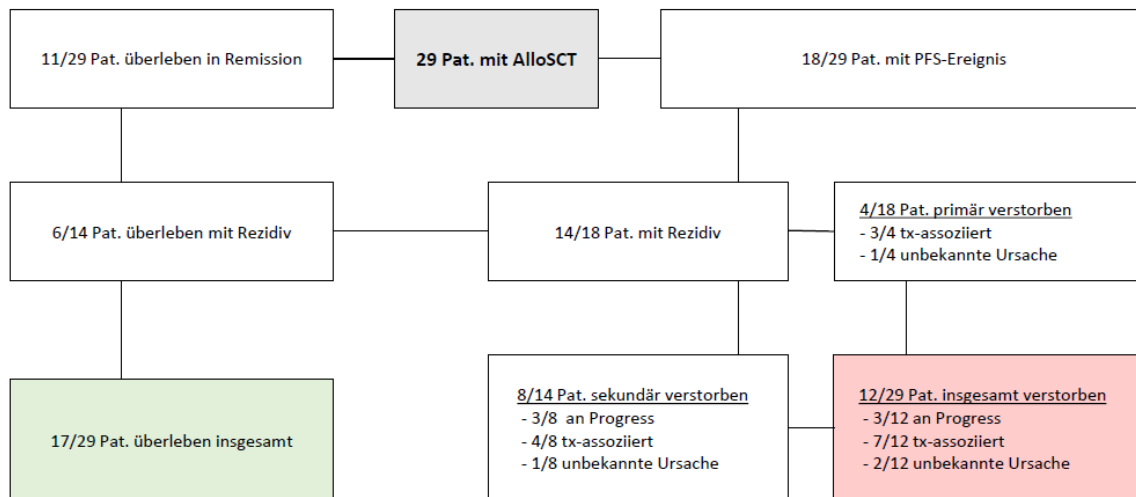 11/29 Pat. überleben in Remission
29 Pat. mit AlloSCT
18/29 Pat. mit PFS-Ereignis
6/14 Pat. überleben mit Rezidiv
14/18 Pat. mit Rezidiv
4/18 Pat. primär verstorben
- 3/4 tx-assoziiert
- 1/4 unbekannte Ursache
17/29 Pat. überleben insgesamt
8/14 Pat. sekundär verstorben
- 3/8 an Progress
- 4/8 tx-assoziiert
- 1/8 unbekannte Ursache
12/29 Pat. insgesamt verstorben
- 3/12 an Progress
- 7/12 tx-assoziiert
- 2/12 unbekannte Ursache